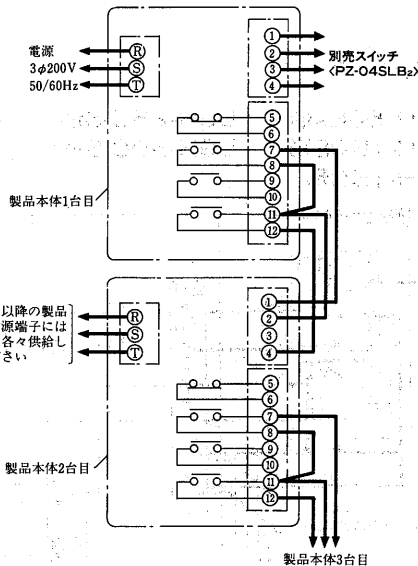 電源
3φ200V
50/60Hz
R
S
T
1
2
3
4
別売スイッチ
<PZ-04SLB₂>
5
6
7
8
9
10
11
12
製品本体1台目
以降の製品
源端子には
各々供給し
さい
R
S
T
1
2
3
4
5
6
7
8
9
10
11
12
製品本体2台目
製品本体3台目